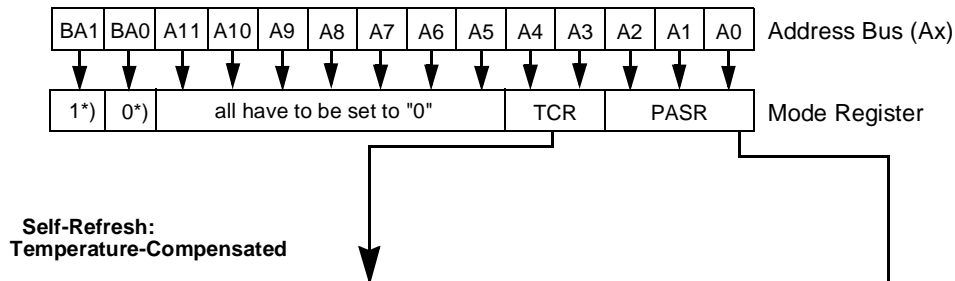 BA1 BA0 A11 A10 A9 A8 A7 A6 A5 A4 A3 A2 A1 A0 Address Bus (Ax)
1*) 0*) all have to be set to "0" TCR PASR Mode Register
Self-Refresh:
Temperature-Compensated